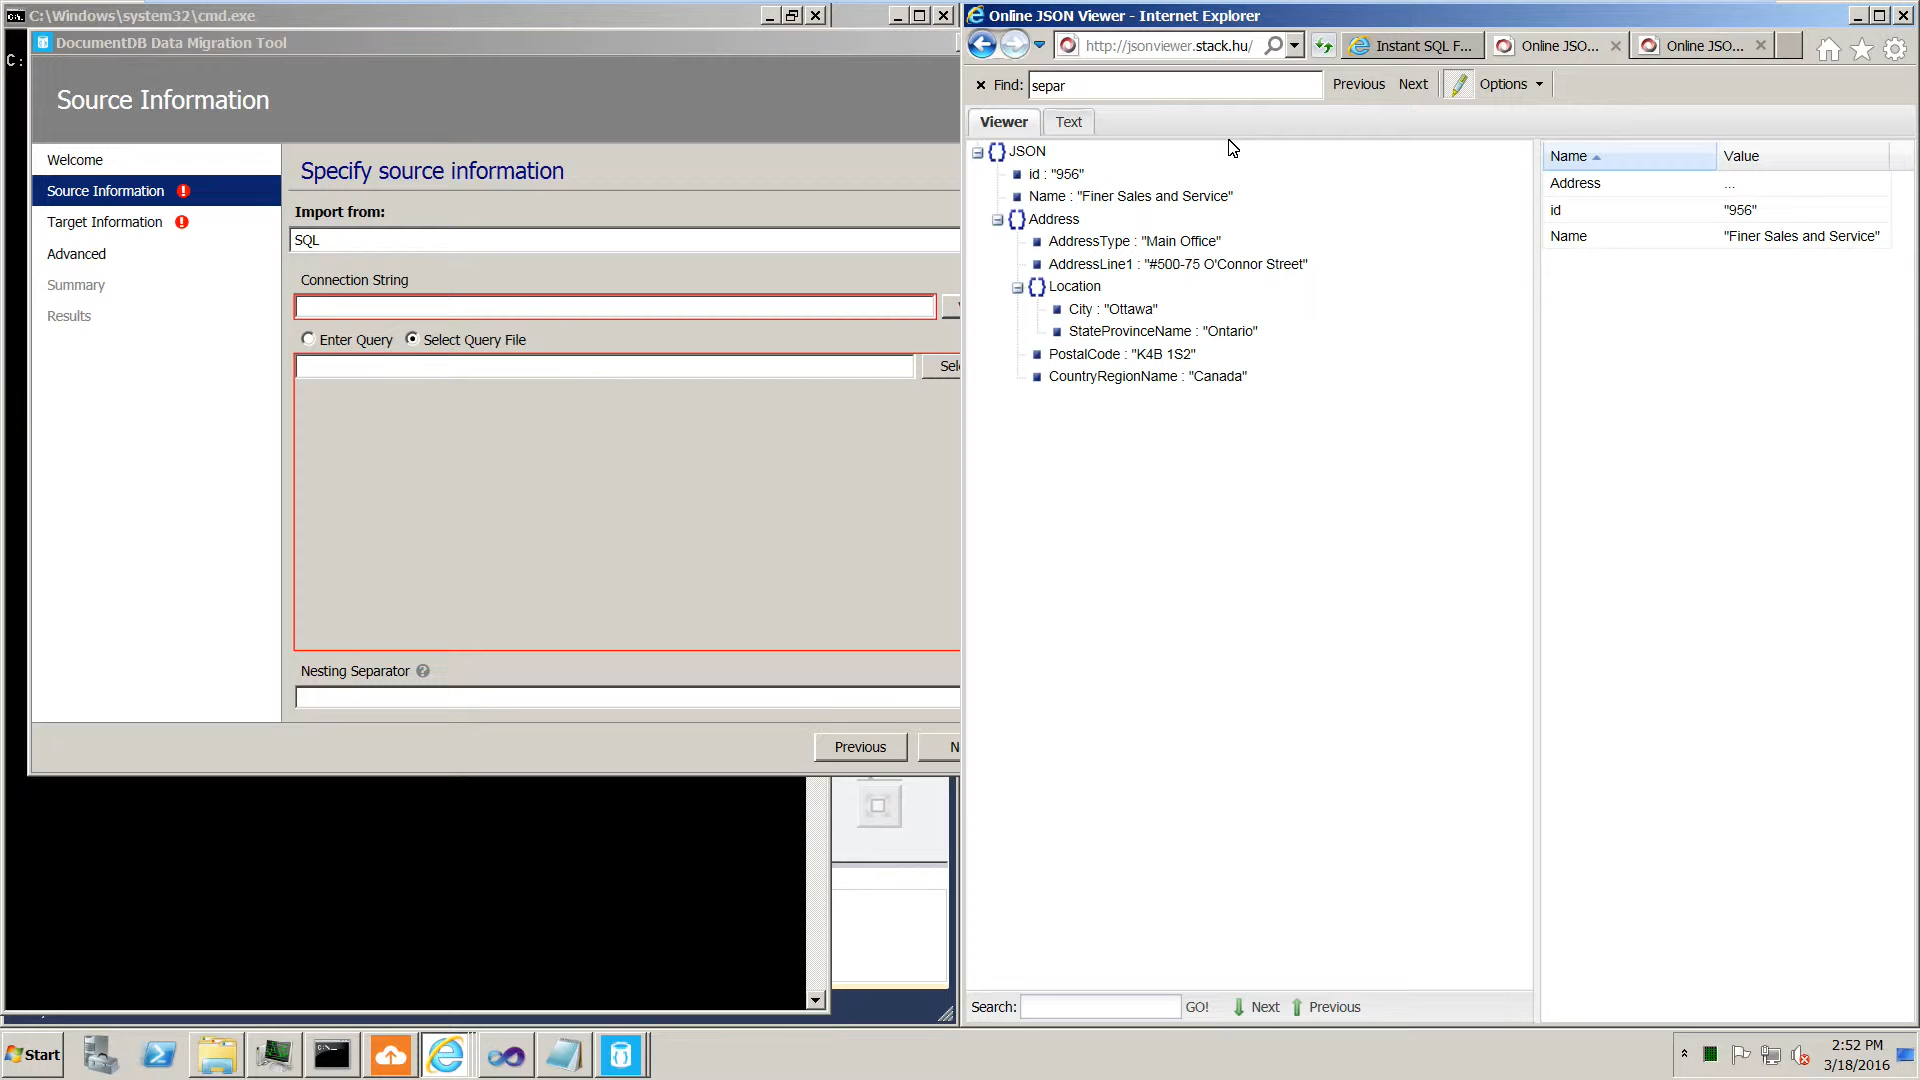 C:\Windows\system32\cmd.exe
C:
DocumentDB Data Migration Tool
Source Information
Welcome
Source Information
Target Information
Advanced
Summary
Results
Specify source information
Import from:
SQL
Connection String
Enter Query
Select Query File
Sel
Nesting Separator
Previous
N
Online JSON Viewer - Internet Explorer
http://jsonviewer.stack.hu/
Instant SQL F...
Online JSO...
Online JSO...
Find: separ
Previous
Next
Options
Viewer
Text
JSON
id : "956"
Name : "Finer Sales and Service"
Address
AddressType : "Main Office"
AddressLine1 : "#500-75 O'Connor Street"
Location
City : "Ottawa"
StateProvinceName : "Ontario"
PostalCode : "K4B 1S2"
CountryRegionName : "Canada"
Name
Value
Address
...
id
"956"
Name
"Finer Sales and Service"
Search:
GO!
Next
Previous
Start
2:52 PM
3/18/2016